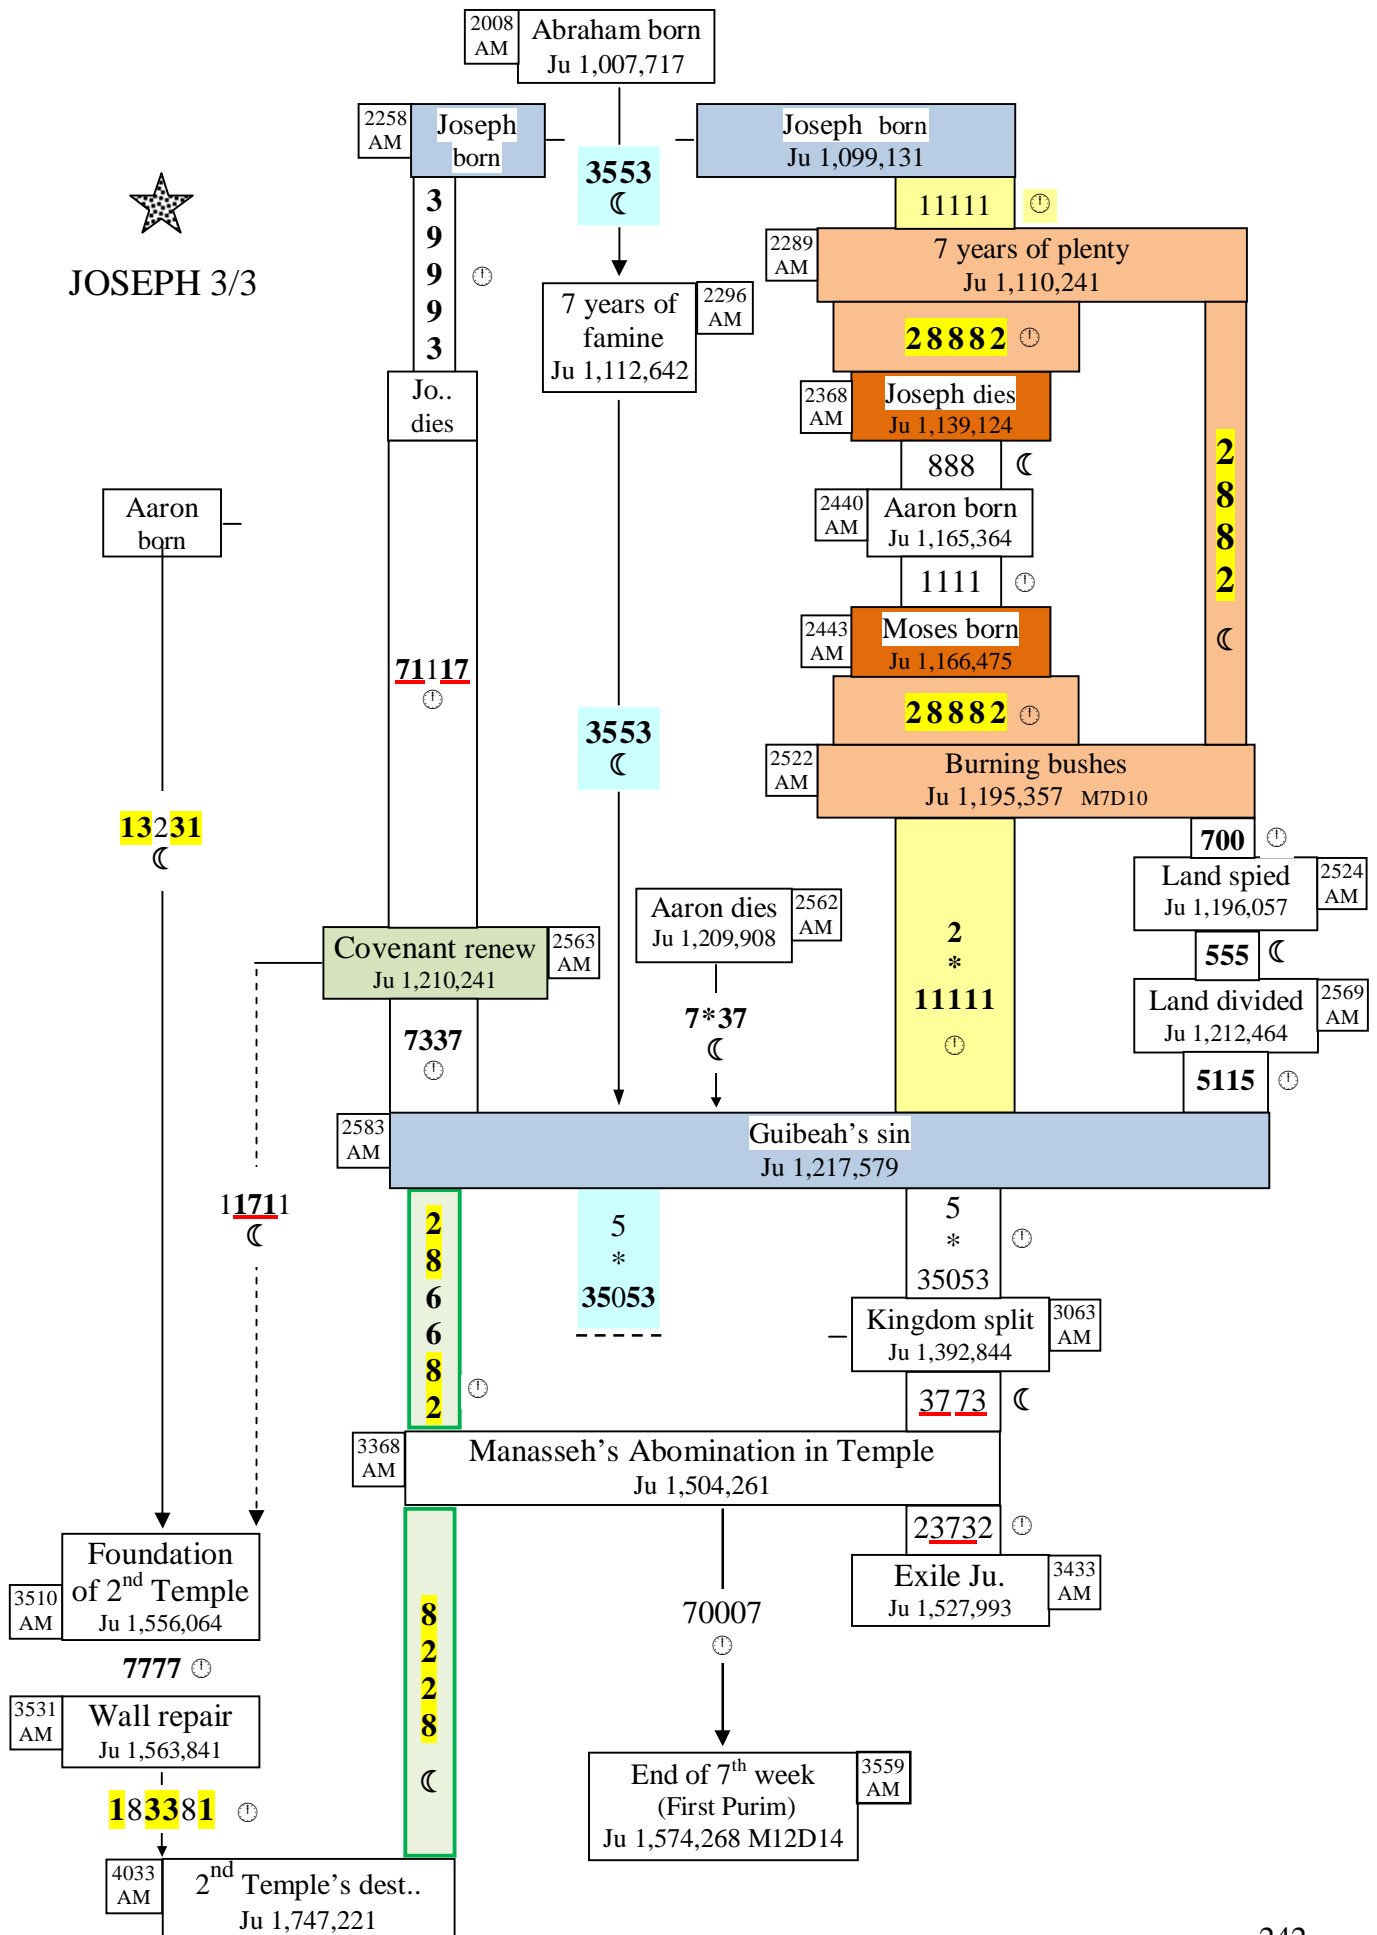 2008
AM
Abraham born
Ju 1,007,717
2258
AM
Joseph
born
Joseph born
Ju 1,099,131
3553
☾
11111
JOSEPH 3/3
3
9
9
9
3
2289
AM
7 years of plenty
Ju 1,110,241
7 years of
famine
Ju 1,112,642
2296
AM
28882
2
8
8
2
☾
Jo..
dies
2368
AM
Joseph dies
Ju 1,139,124
888 ☾
Aaron
born
2440
AM
Aaron born
Ju 1,165,364
1111
2443
AM
Moses born
Ju 1,166,475
71117
28882
3553
☾
2522
AM
Burning bushes
Ju 1,195,357 M7D10
13231
☾
700
Land spied
Ju 1,196,057
2524
AM
Aaron dies
Ju 1,209,908
2562
AM
Covenant renew
Ju 1,210,241
2563
AM
2
*
11111
555 ☾
Land divided
Ju 1,212,464
2569
AM
7337
7*37
☾
5115
2583
AM
Guibeah's sin
Ju 1,217,579
11711
☾
2
8
6
6
8
2
5
*
35053
5
*
35053
Kingdom split
Ju 1,392,844
3063
AM
3773 ☾
3368
AM
Manasseh's Abomination in Temple
Ju 1,504,261
23732
Exile Ju.
Ju 1,527,993
3433
AM
3510
AM
Foundation
of 2nd Temple
Ju 1,556,064
7777
8
2
2
8
☾
70007
3531
AM
Wall repair
Ju 1,563,841
183381
End of 7th week
(First Purim)
Ju 1,574,268 M12D14
3559
AM
4033
AM
2nd Temple's dest..
Ju 1,747,221